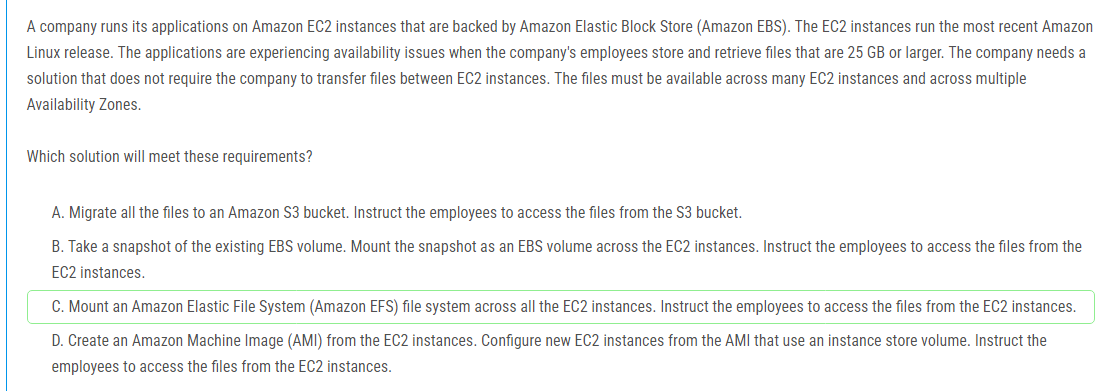 A company runs its applications on Amazon EC2 instances that are backed by Amazon Elastic Block Store (Amazon EBS). The EC2 instances run the most recent Amazon
Linux release. The applications are experiencing availability issues when the company's employees store and retrieve files that are 25 GB or larger. The company needs a
solution that does not require the company to transfer files between EC2 instances. The files must be available across many EC2 instances and across multiple
Availability Zones.
Which solution will meet these requirements?
A. Migrate all the files to an Amazon S3 bucket. Instruct the employees to access the files from the S3 bucket.
B. Take a snapshot of the existing EBS volume. Mount the snapshot as an EBS volume across the EC2 instances. Instruct the employees to access the files from the
EC2 instances.
C. Mount an Amazon Elastic File System (Amazon EFS) file system across all the EC2 instances. Instruct the employees to access the files from the EC2 instances.
D. Create an Amazon Machine Image (AMI) from the EC2 instances. Configure new EC2 instances from the AMI that use an instance store volume. Instruct the
employees to access the files from the EC2 instances.